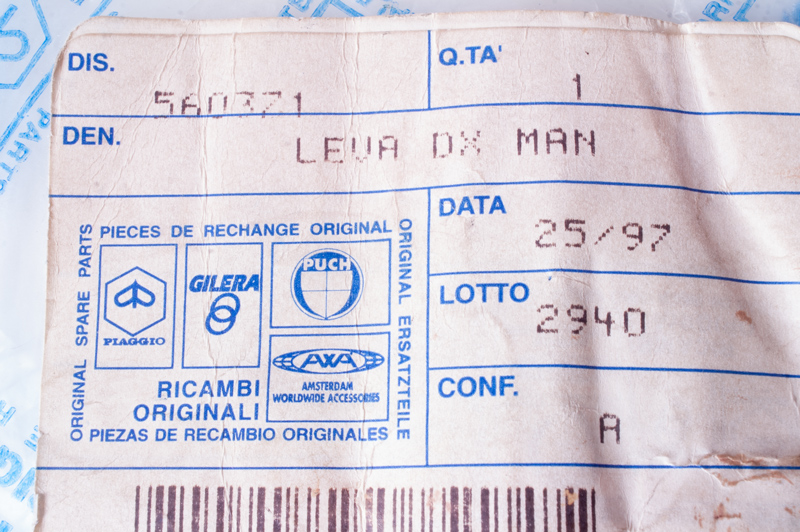 DIS.
560371
Q.TA'
1
DEN.
LEVA DX MAN
DATA
25/97
LOTTO
2940
CONF.
A
PIECES DE RECHANGE ORIGINAL
ORIGINAL SPARE PARTS
ORIGINAL ERSATZTEILE
PIAGGIO
GILERA
PUCH
AXA
AMSTERDAM
WORLDWIDE ACCESSORIES
RICAMBI
ORIGINALI
PIEZAS DE RECAMBIO ORIGINALES
PARTS